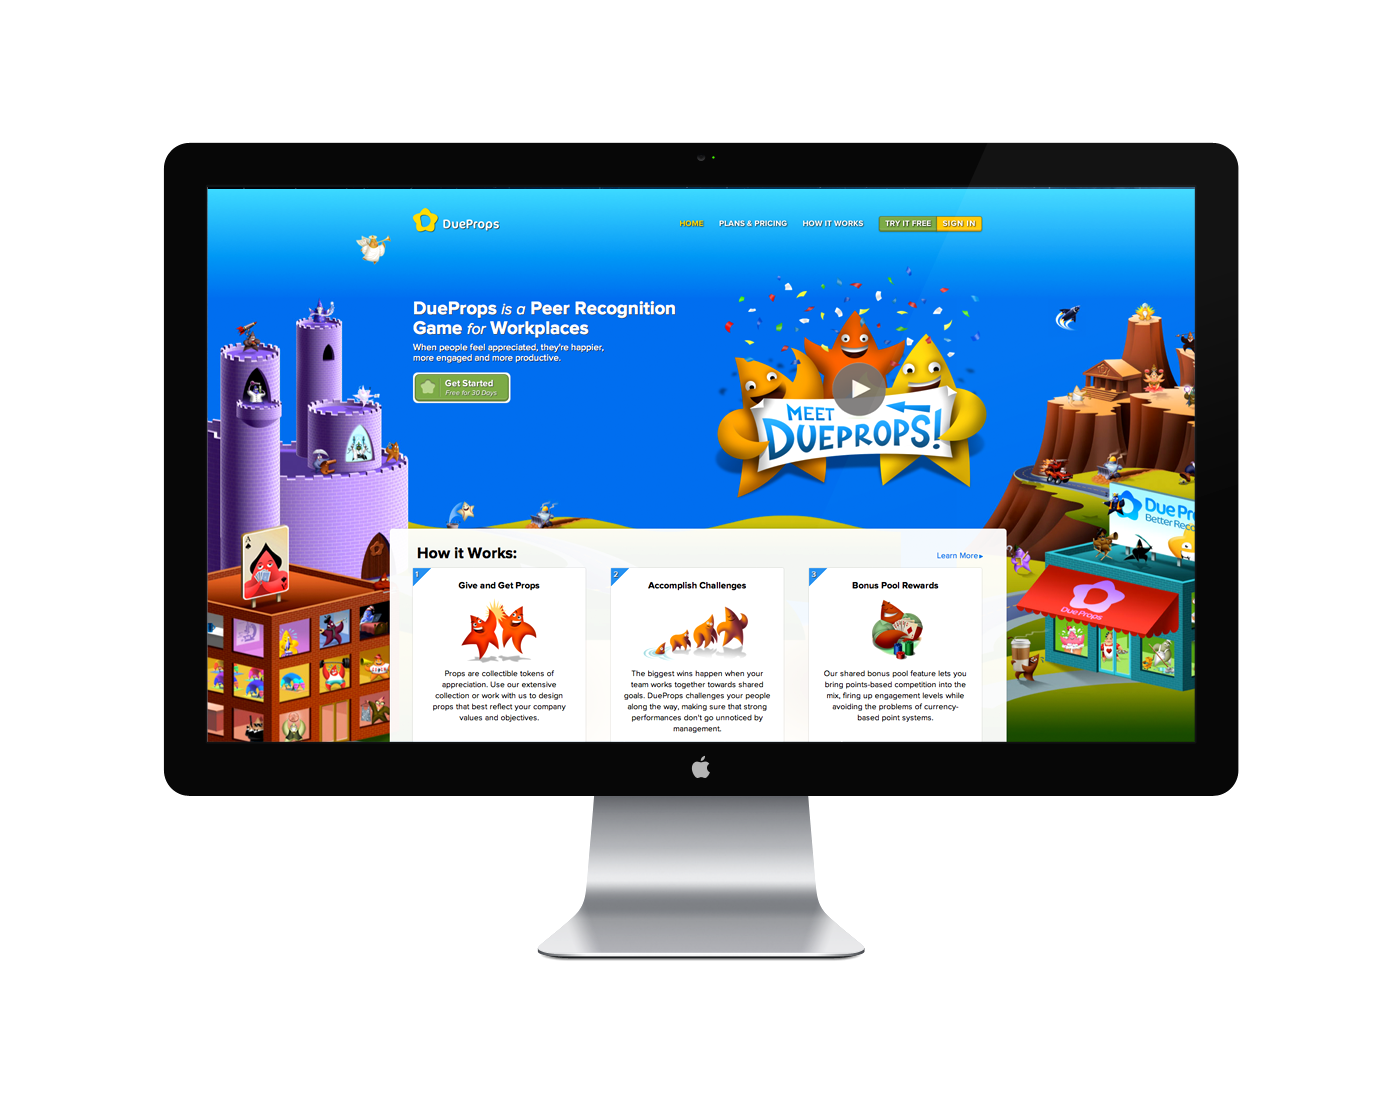 DueProps
HOME
PLANS & PRICING
HOW IT WORKS
TRY IT FREE
SIGN IN
DueProps is a Peer Recognition
Game for Workplaces
When people feel appreciated, they're happier,
more engaged and more productive.
Get Started
Free for 30 Days
MEET
DUEPROPS!
Due Pr
Better Reco
Due Props
A
How it Works:
Learn More
1
Give and Get Props
Props are collectible tokens of
appreciation. Use our extensive
collection or work with us to design
props that best reflect your company
values and objectives.
2
Accomplish Challenges
The biggest wins happen when your
team works together towards shared
goals. DueProps challenges your people
along the way, making sure that strong
performances don't go unnoticed by
management.
3
Bonus Pool Rewards
Our shared bonus pool feature lets you
bring points-based competition into the
mix, firing up engagement levels while
avoiding the problems of currency-
based point systems.